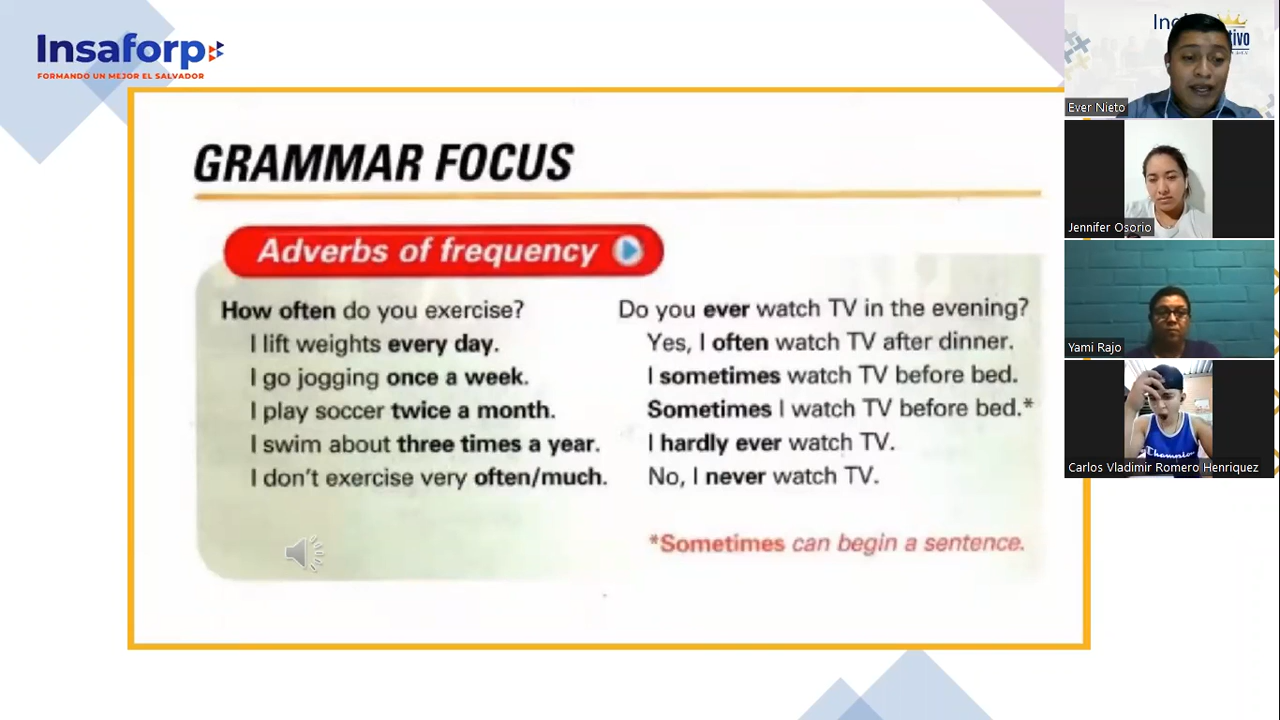 Insaforp
FORMANDO UN MEJOR EL SALVADOR
GRAMMAR FOCUS
Adverbs of frequency
How often do you exercise?
I lift weights every day.
I go jogging once a week.
I play soccer twice a month.
I swim about three times a year.
I don't exercise very often/much.
Do you ever watch TV in the evening?
Yes, I often watch TV after dinner.
I sometimes watch TV before bed.
Sometimes I watch TV before bed.*
I hardly ever watch TV.
No, I never watch TV.
*Sometimes can begin a sentence.
Ever Nieto
Jennifer Osorio
Yami Rajo
Champion
Carlos Vladimir Romero Henriquez